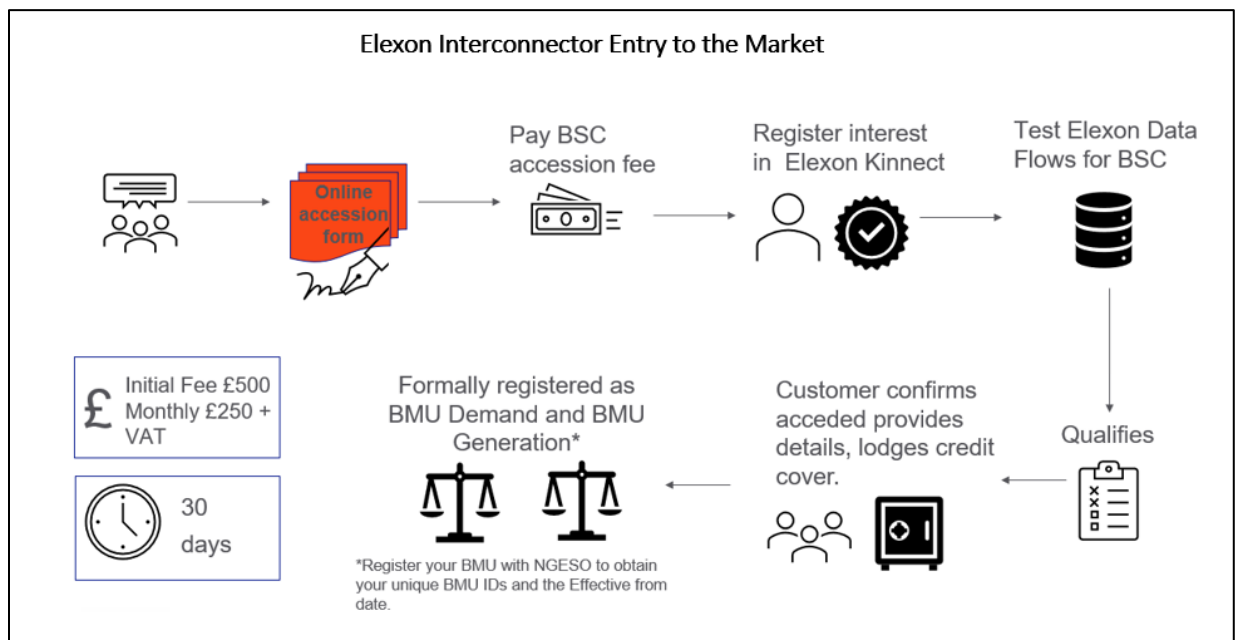 Elexon Interconnector Entry to the Market
Online
accession
form
Pay BSC
accession fee
Register interest
in Elexon Kinnect
Test Elexon Data
Flows for BSC
£
Initial Fee £500
Monthly £250 +
VAT
30
days
Formally registered as
BMU Demand and BMU
Generation*
*Register your BMU with NGESO to obtain
your unique BMU IDs and the Effective from
date.
Customer confirms
acceded provides
details, lodges credit
cover.
Qualifies